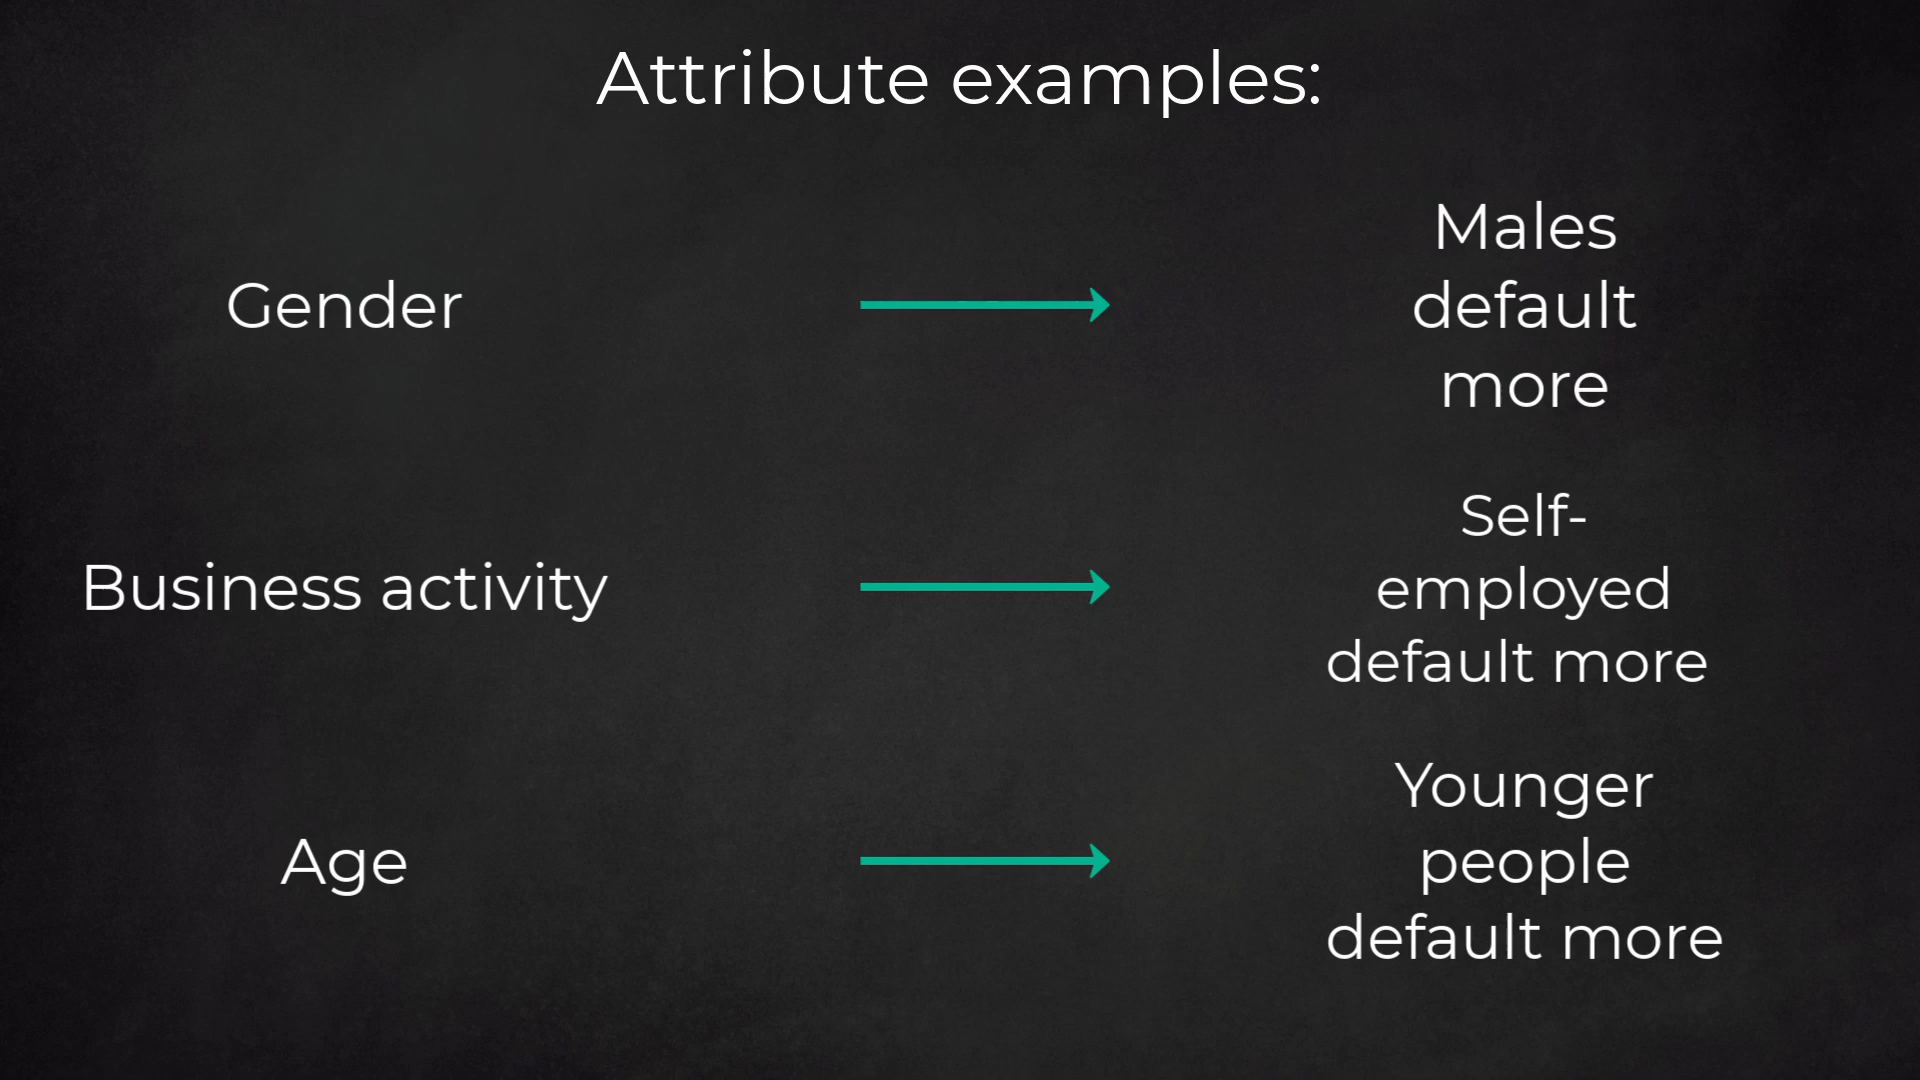 Attribute examples:
Gender
Males
default
more
Business activity
Self-
employed
default more
Age
Younger
people
default more